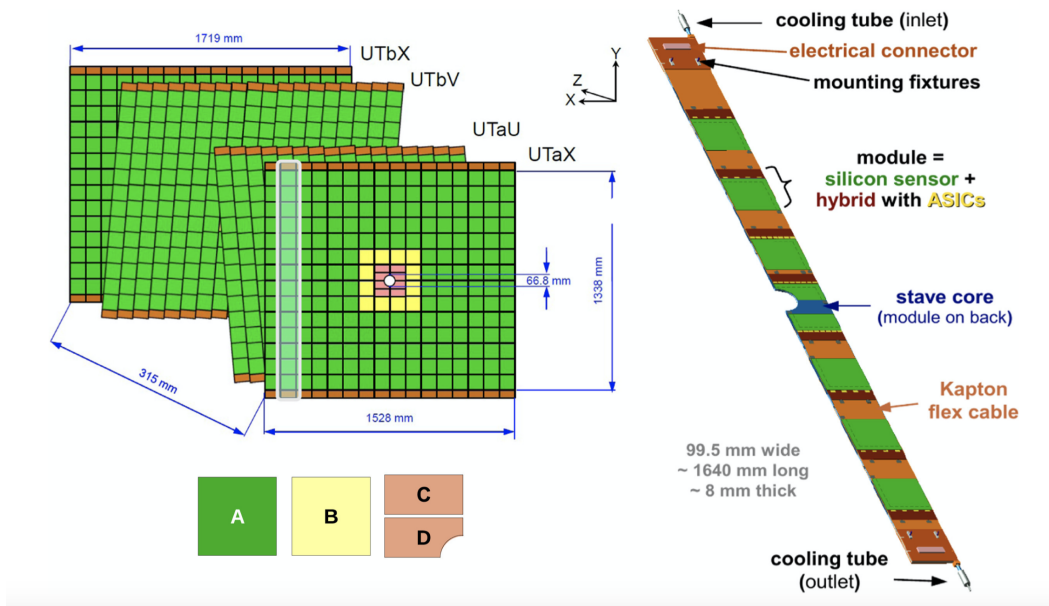 1719 mm
UTbX
UTbV
UTaU
UTaX
66.8 mm
1338 mm
315 mm
1528 mm
A
B
C
D
Y
Z
X
cooling tube (inlet)
electrical connector
mounting fixtures
module =
silicon sensor +
hybrid with ASICs
stave core
(module on back)
Kapton
flex cable
99.5 mm wide
~ 1640 mm long
~ 8 mm thick
cooling tube
(outlet)